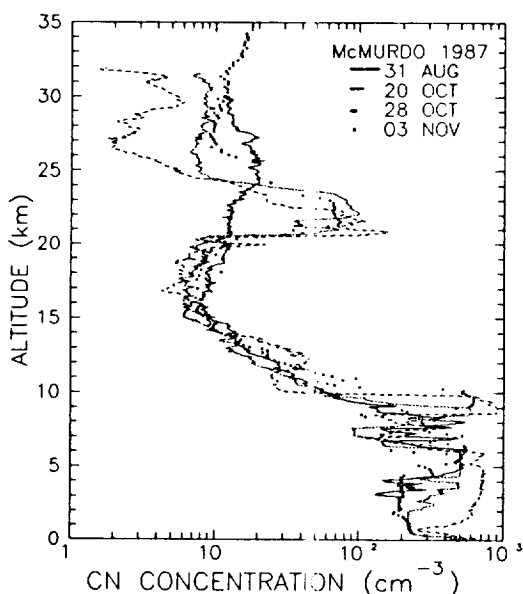 McMURDO 1987
31 AUG
20 OCT
28 OCT
03 NOV
35
30
25
20
15
10
5
0
ALTITUDE (km)
1 10 10² 10³
CN CONCENTRATION (cm⁻³)